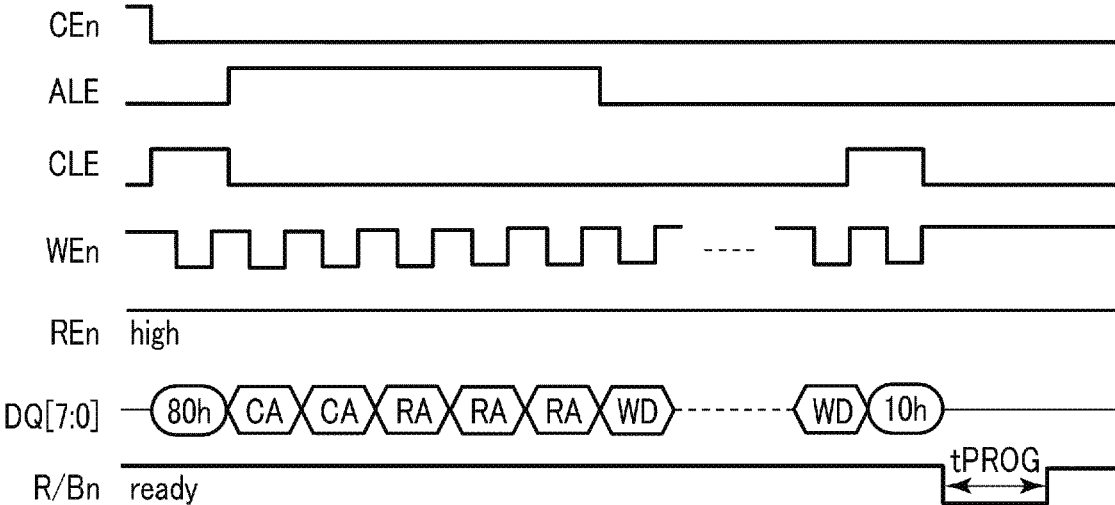 CEn
ALE
CLE
WEn
REn high
DQ[7:0] 80h CA CA RA RA RA WD WD 10h
tPROG
R/Bn ready